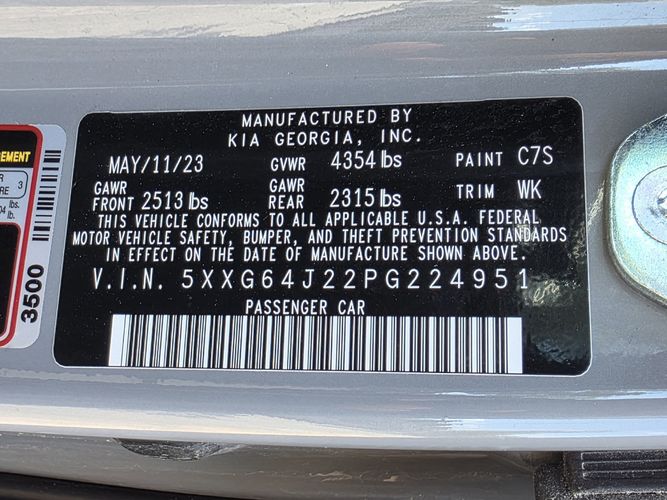 MANUFACTURED BY
KIA GEORGIA, INC.
MAY/11/23 GVWR 4354 lbs PAINT C7S
GAWR FRONT 2513 lbs GAWR REAR 2315 lbs TRIM WK
THIS VEHICLE CONFORMS TO ALL APPLICABLE U.S.A. FEDERAL
MOTOR VEHICLE SAFETY, BUMPER, AND THEFT PREVENTION STANDARDS
IN EFFECT ON THE DATE OF MANUFACTURE SHOWN ABOVE.
V.I.N. 5XXG64J22PG224951
PASSENGER CAR
3500
3